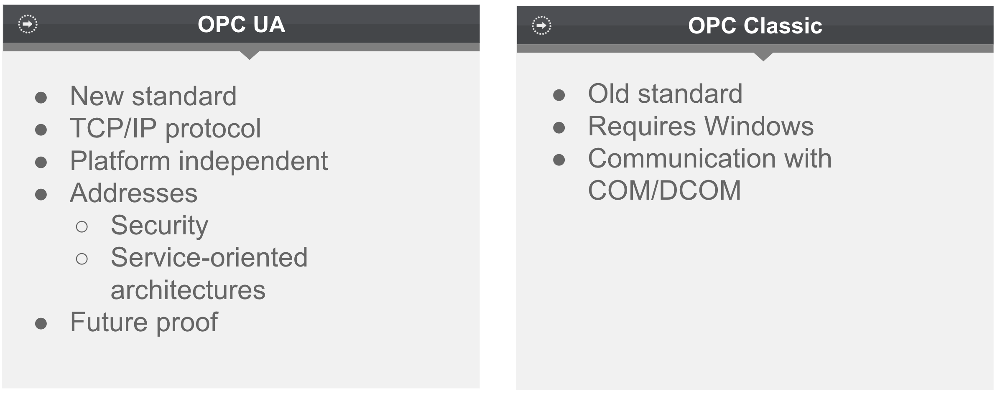 OPC UA
● New standard
● TCP/IP protocol
● Platform independent
● Addresses
○ Security
○ Service-oriented
architectures
● Future proof
OPC Classic
● Old standard
● Requires Windows
● Communication with
COM/DCOM